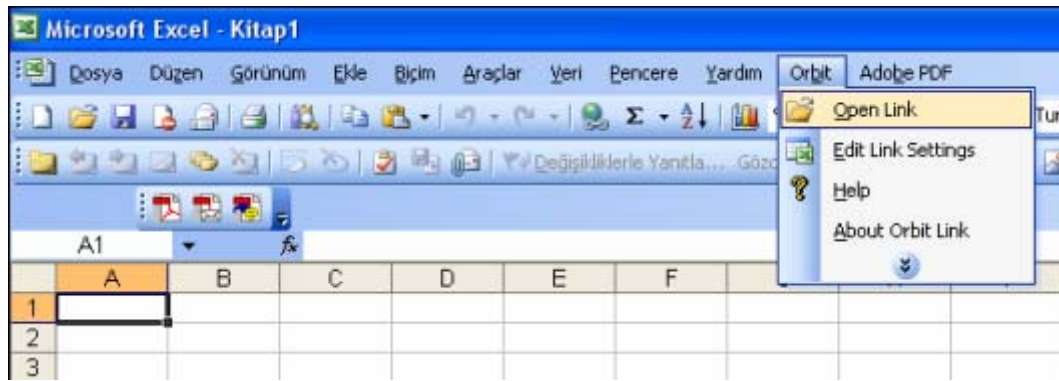 Microsoft Excel - Kitap1
Dosya Düzen Görünüm Ekle Biçim Araçlar Veri Pencere Yardım Orbit Adobe PDF
Open Link
Değişikliklerle Yanıtla...
Edit Link Settings
Help
About Orbit Link
A1 fx
A B C D E F
1
2
3